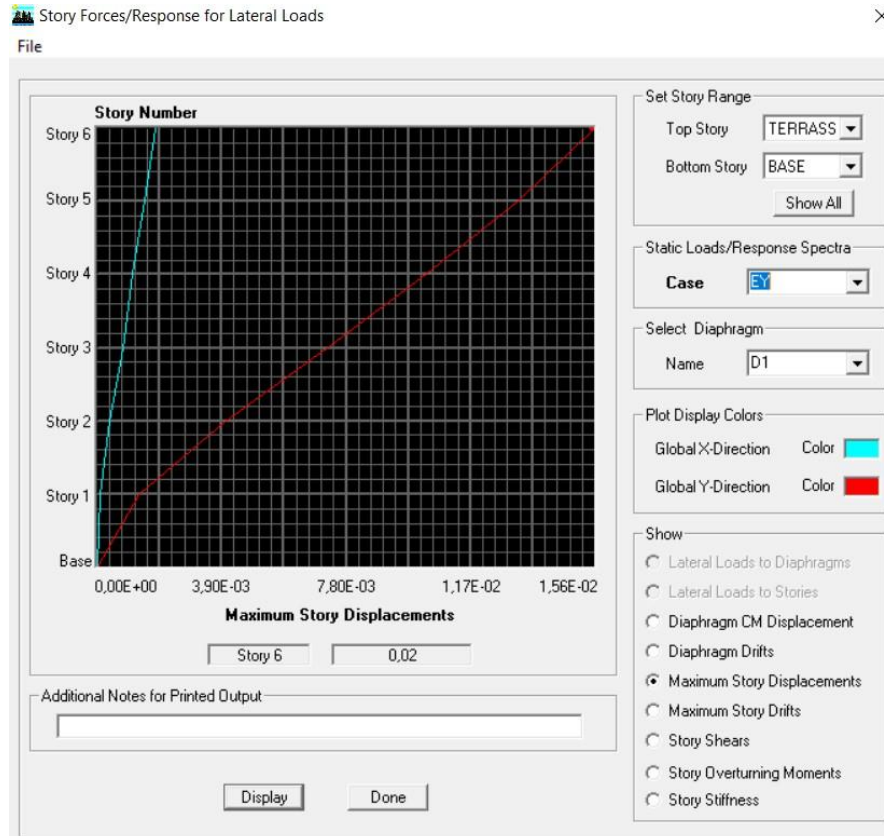 Story Forces/Response for Lateral Loads
File
Story Number
Story 6
Story 5
Story 4
Story 3
Story 2
Story 1
Base
0,00E+00 3,90E-03 7,80E-03 1,17E-02 1,56E-02
Maximum Story Displacements
Story 6 0,02
Additional Notes for Printed Output
Display Done
Set Story Range
Top Story TERRASS
Bottom Story BASE
Show All
Static Loads/Response Spectra
Case EY
Select Diaphragm
Name D1
Plot Display Colors
Global X-Direction Color
Global Y-Direction Color
Show
Lateral Loads to Diaphragms
Lateral Loads to Stories
Diaphragm CM Displacement
Diaphragm Drifts
Maximum Story Displacements
Maximum Story Drifts
Story Shears
Story Overturning Moments
Story Stiffness